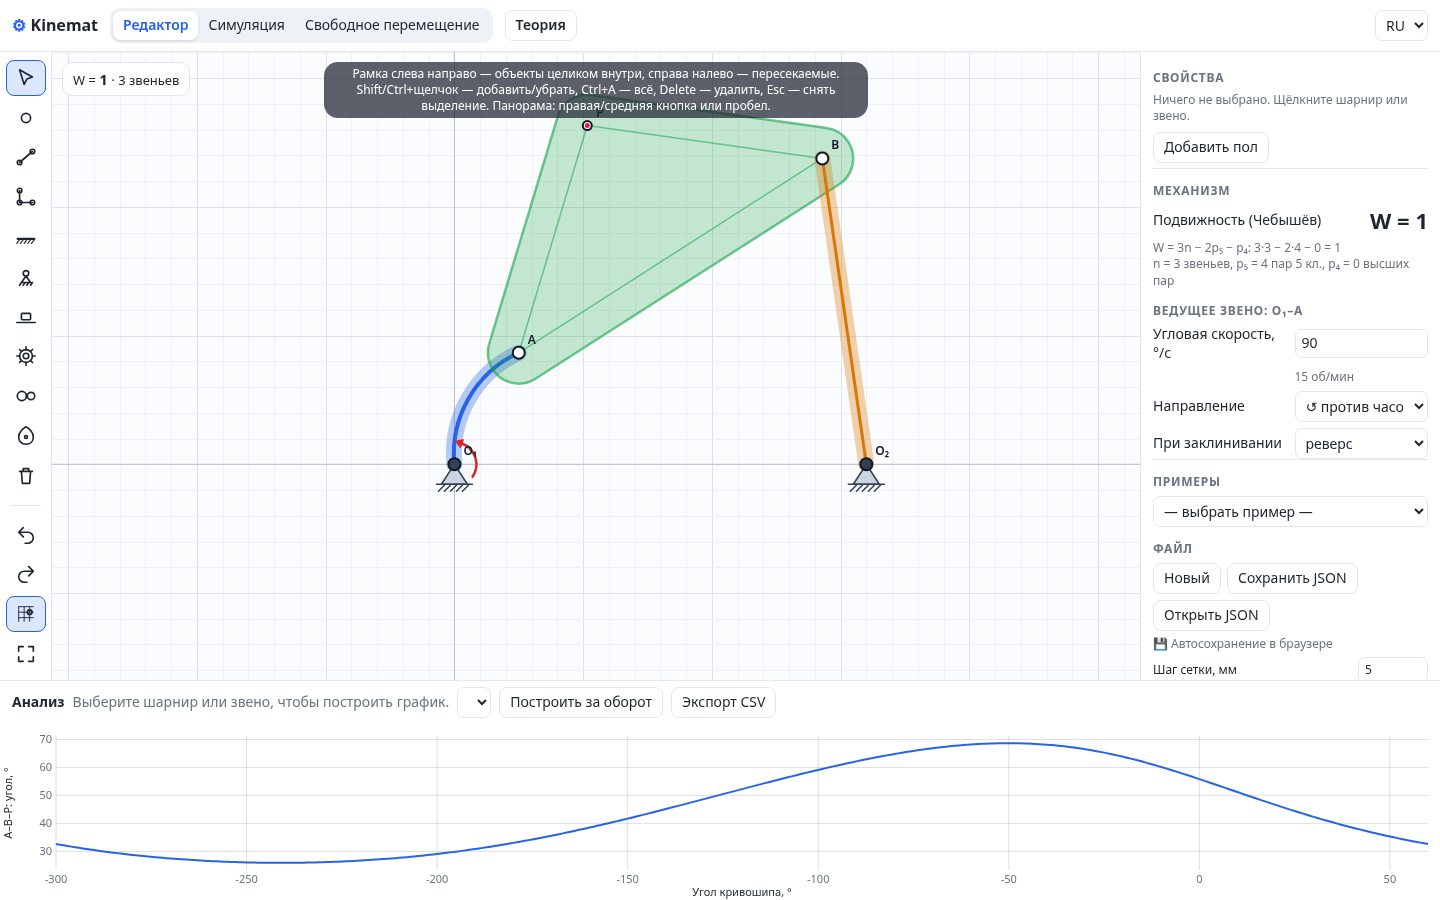 Kinemat
Редактор
Симуляция
Свободное перемещение
Теория
RU
W = 1 · 3 звеньев
Рамка слева направо — объекты целиком внутри, справа налево — пересекаемые.
Shift/Ctrl+щелчок — добавить/убрать, Ctrl+A — всё, Delete — удалить, Esc — снять
выделение. Панорама: правая/средняя кнопка или пробел.
B
A
O₁
O₂
СВОЙСТВА
Ничего не выбрано. Щёлкните шарнир или
звено.
Добавить пол
МЕХАНИЗМ
Подвижность (Чебышёв)
W = 1
W = 3n − 2p₅ − p₄: 3·3 − 2·4 − 0 = 1
n = 3 звеньев, p₅ = 4 пар 5 кл., p₄ = 0 высших
пар
ВЕДУЩЕЕ ЗВЕНО: O₁–A
Угловая скорость,
°/с
90
15 об/мин
Направление
↺ против часо
При заклинивании
реверс
ПРИМЕРЫ
— выбрать пример —
ФАЙЛ
Новый
Сохранить JSON
Открыть JSON
💾 Автосохранение в браузере
Шаг сетки, мм
5
Анализ
Выберите шарнир или звено, чтобы построить график.
Построить за оборот
Экспорт CSV
A–B–P: угол, °
70
60
50
40
30
-300
-250
-200
-150
-100
-50
0
50
Угол кривошипа, °